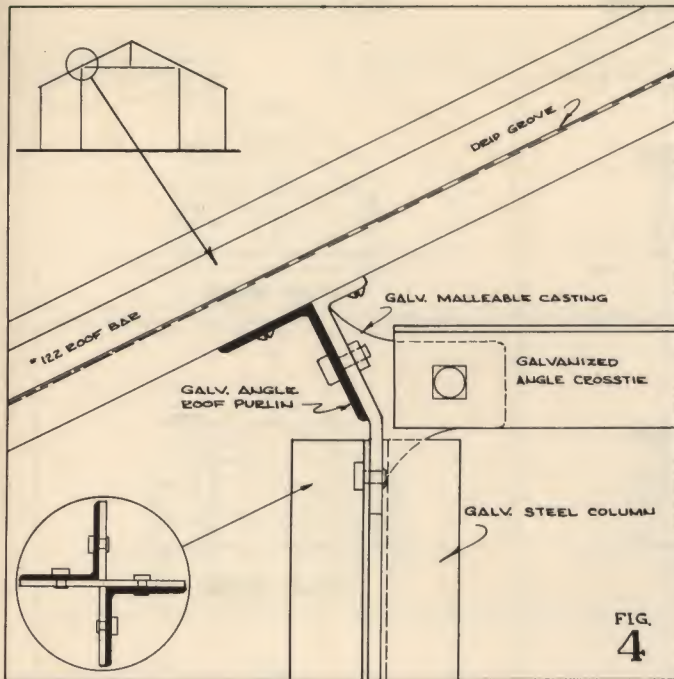 DRIP GROVE
#122 ROOF BAR
GALV. MALLEABLE CASTING
GALVANIZED
ANGLE CROSSTIE
GALV. ANGLE
ROOF PURLIN
GALV. STEEL COLUMN
FIG.
4